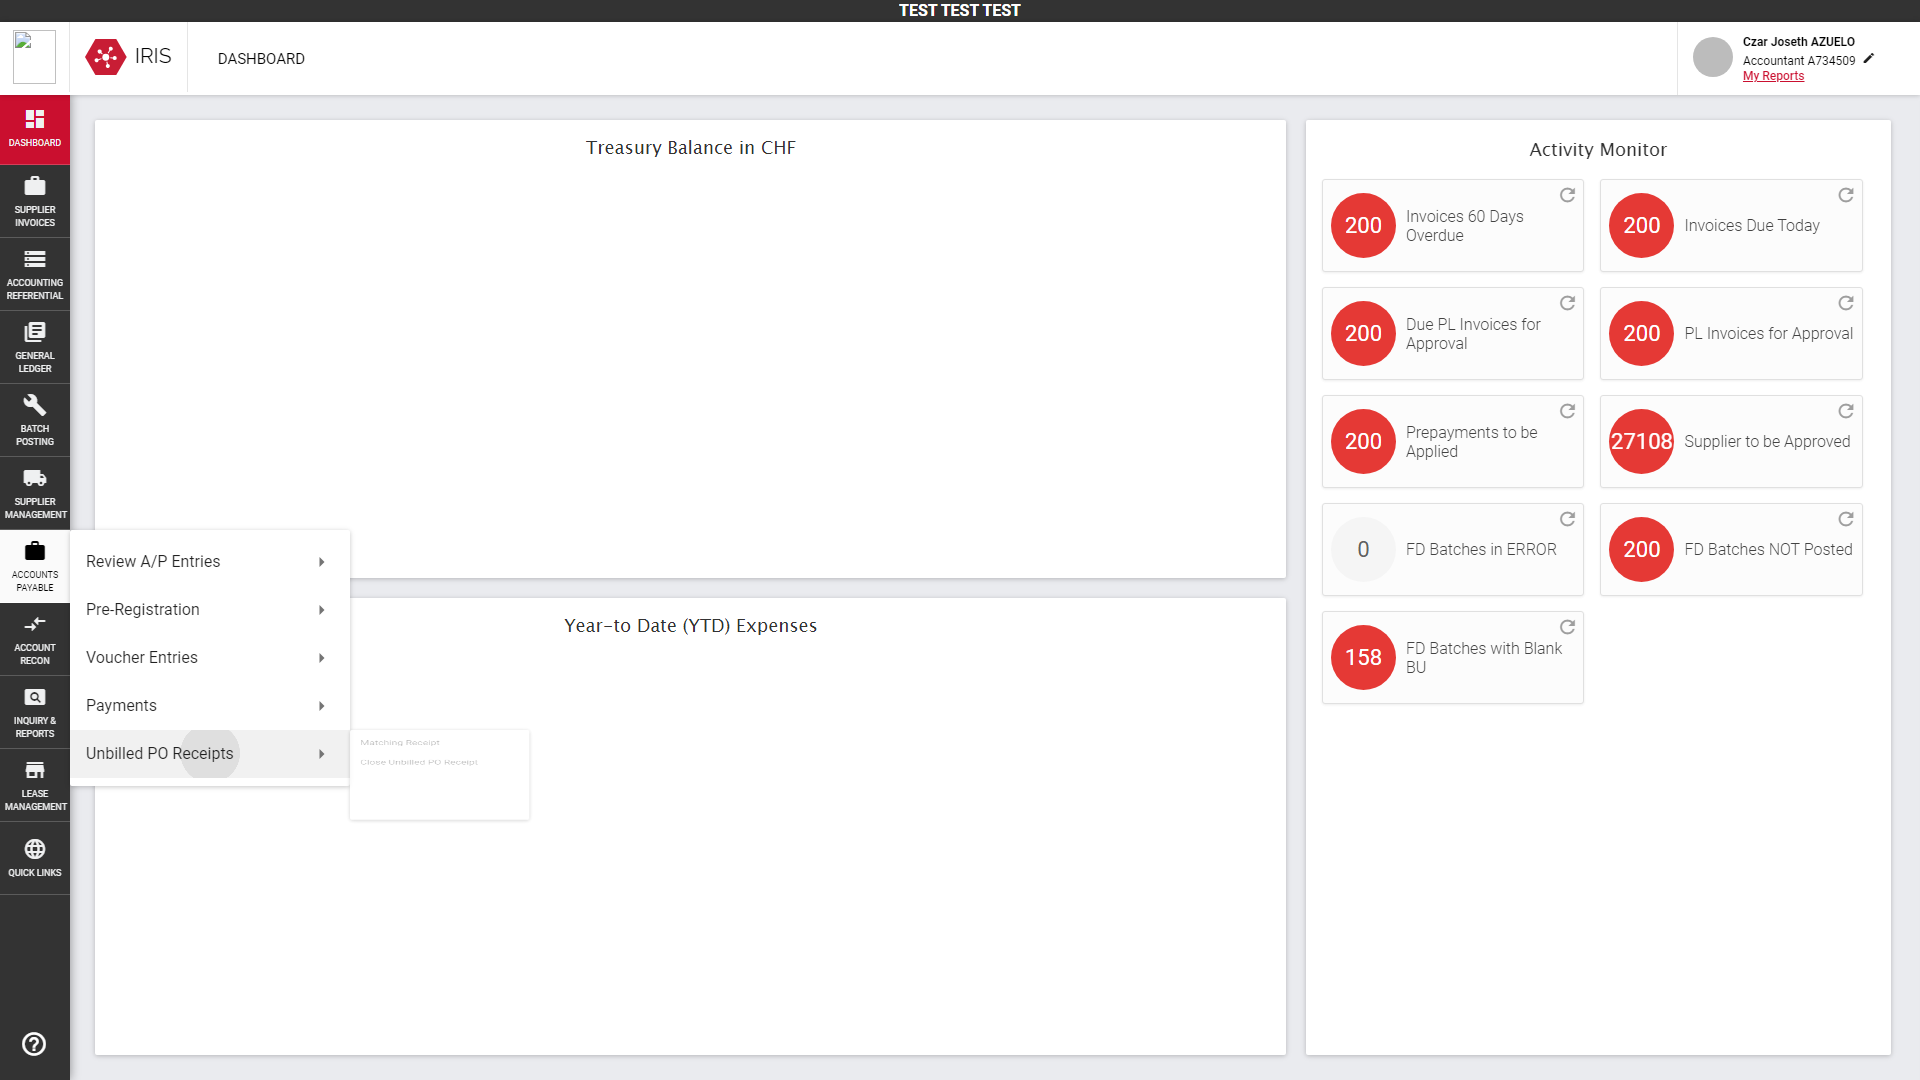 TEST TEST TEST
IRIS
DASHBOARD
Czar Joseth AZUELO
Accountant A734509
My Reports
DASHBOARD
SUPPLIER
INVOICES
ACCOUNTING
REFERENTIAL
GENERAL
LEDGER
BATCH
POSTING
SUPPLIER
MANAGEMENT
ACCOUNTS
PAYABLE
ACCOUNT
RECON
INQUIRY &
REPORTS
LEASE
MANAGEMENT
QUICK LINKS
Review A/P Entries
Pre-Registration
Voucher Entries
Payments
Unbilled PO Receipts
Matching Receipt
Close Unbilled PO Receipt
Treasury Balance in CHF
Year-to Date (YTD) Expenses
Activity Monitor
200
Invoices 60 Days
Overdue
200
Invoices Due Today
200
Due PL Invoices for
Approval
200
PL Invoices for Approval
200
Prepayments to be
Applied
27108
Supplier to be Approved
0
FD Batches in ERROR
200
FD Batches NOT Posted
158
FD Batches with Blank
BU